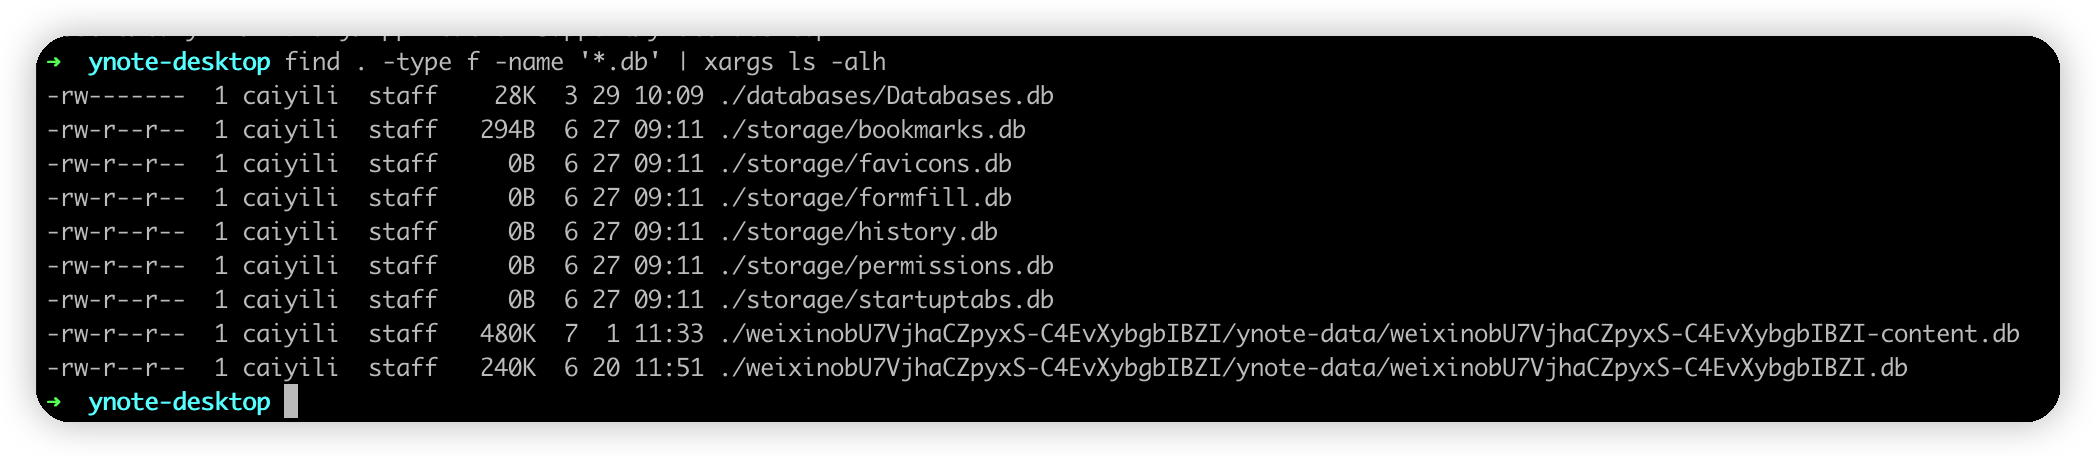 ➜  ynote-desktop find . -type f -name '*.db' | xargs ls -alh
-rw-------  1 caiyili  staff    28K  3 29 10:09 ./databases/Databases.db
-rw-r--r--  1 caiyili  staff   294B  6 27 09:11 ./storage/bookmarks.db
-rw-r--r--  1 caiyili  staff     0B  6 27 09:11 ./storage/favicons.db
-rw-r--r--  1 caiyili  staff     0B  6 27 09:11 ./storage/formfill.db
-rw-r--r--  1 caiyili  staff     0B  6 27 09:11 ./storage/history.db
-rw-r--r--  1 caiyili  staff     0B  6 27 09:11 ./storage/permissions.db
-rw-r--r--  1 caiyili  staff     0B  6 27 09:11 ./storage/startuptabs.db
-rw-r--r--  1 caiyili  staff   480K  7  1 11:33 ./weixinobU7VjhaCZpyxS-C4EvXybgbIBZI/ynote-data/weixinobU7VjhaCZpyxS-C4EvXybgbIBZI-content.db
-rw-r--r--  1 caiyili  staff   240K  6 20 11:51 ./weixinobU7VjhaCZpyxS-C4EvXybgbIBZI/ynote-data/weixinobU7VjhaCZpyxS-C4EvXybgbIBZI.db
➜  ynote-desktop